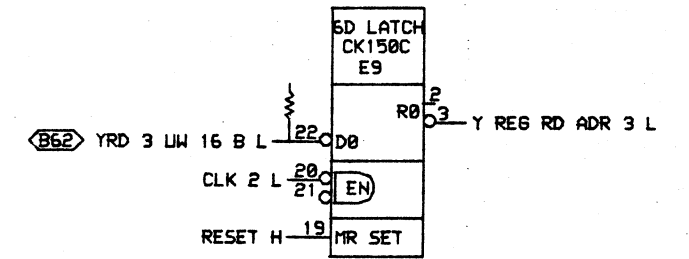 6D LATCH
CK150C
E9
R0 2
3 Y REG RD ADR 3 L
B62 YRD 3 UW 16 B L 22 D0
CLK 2 L 20
21 EN
RESET H 19 MR SET